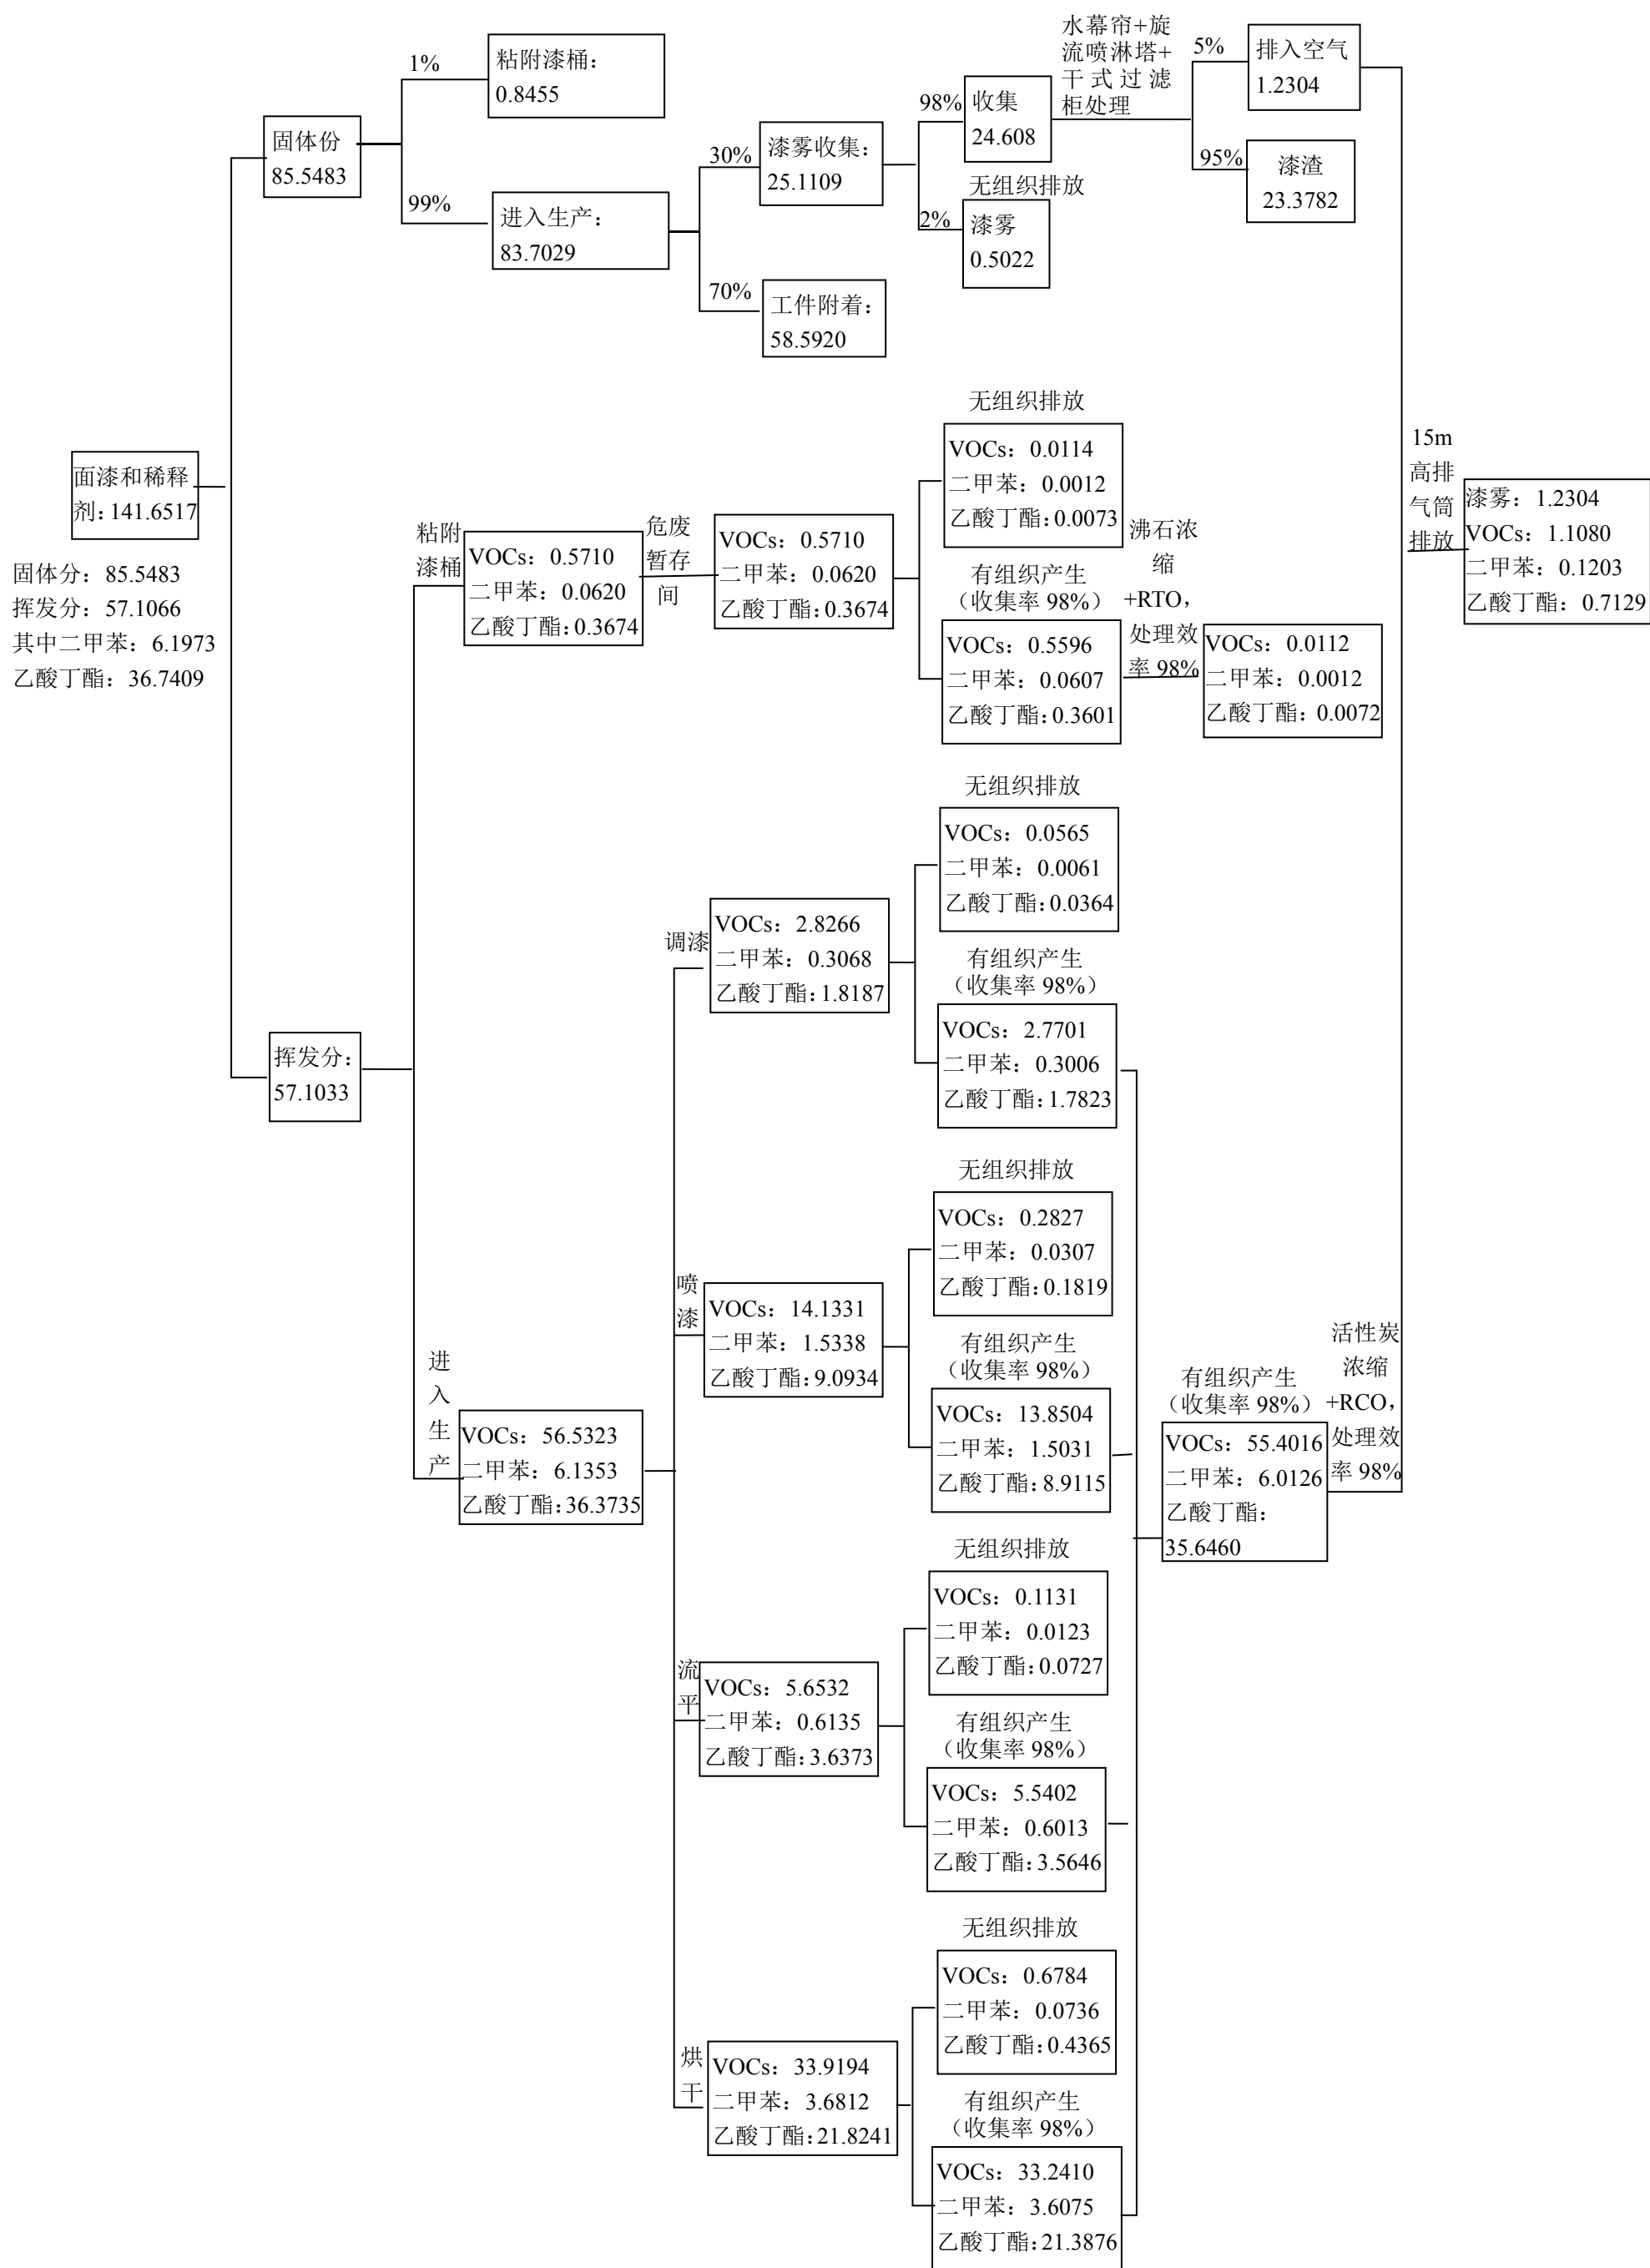 1%
粘附漆桶：
0.8455
固体份
85.5483
99%
进入生产：
83.7029
30%
漆雾收集：
25.1109
70%
工件附着：
58.5920
98%
收集
24.608
无组织排放
2%
漆雾
0.5022
水幕帘+旋
流喷淋塔+
干式过滤
柜处理
5%
排入空气
1.2304
95%
漆渣
23.3782
面漆和稀释
剂：141.6517
固体分：85.5483
挥发分：57.1066
其中二甲苯：6.1973
乙酸丁酯：36.7409
粘附
漆桶
VOCs：0.5710
二甲苯：0.0620
乙酸丁酯：0.3674
危废
暂存
间
VOCs：0.5710
二甲苯：0.0620
乙酸丁酯：0.3674
无组织排放
VOCs：0.0114
二甲苯：0.0012
乙酸丁酯：0.0073
有组织产生
（收集率 98%）
VOCs：0.5596
二甲苯：0.0607
乙酸丁酯：0.3601
沸石浓
缩
+RTO，
处理效
率 98%
VOCs：0.0112
二甲苯：0.0012
乙酸丁酯：0.0072
15m
高排
气筒
排放
漆雾：1.2304
VOCs：1.1080
二甲苯：0.1203
乙酸丁酯：0.7129
挥发分：
57.1033
进
入
生
产
VOCs：56.5323
二甲苯：6.1353
乙酸丁酯：36.3735
调漆
VOCs：2.8266
二甲苯：0.3068
乙酸丁酯：1.8187
无组织排放
VOCs：0.0565
二甲苯：0.0061
乙酸丁酯：0.0364
有组织产生
（收集率 98%）
VOCs：2.7701
二甲苯：0.3006
乙酸丁酯：1.7823
喷
漆
VOCs：14.1331
二甲苯：1.5338
乙酸丁酯：9.0934
无组织排放
VOCs：0.2827
二甲苯：0.0307
乙酸丁酯：0.1819
有组织产生
（收集率 98%）
VOCs：13.8504
二甲苯：1.5031
乙酸丁酯：8.9115
流
平
VOCs：5.6532
二甲苯：0.6135
乙酸丁酯：3.6373
无组织排放
VOCs：0.1131
二甲苯：0.0123
乙酸丁酯：0.0727
有组织产生
（收集率 98%）
VOCs：5.5402
二甲苯：0.6013
乙酸丁酯：3.5646
烘
干
VOCs：33.9194
二甲苯：3.6812
乙酸丁酯：21.8241
无组织排放
VOCs：0.6784
二甲苯：0.0736
乙酸丁酯：0.4365
有组织产生
（收集率 98%）
VOCs：33.2410
二甲苯：3.6075
乙酸丁酯：21.3876
有组织产生
（收集率 98%）
VOCs：55.4016
二甲苯：6.0126
乙酸丁酯：
35.6460
活性炭
浓缩
+RCO，
处理效
率 98%